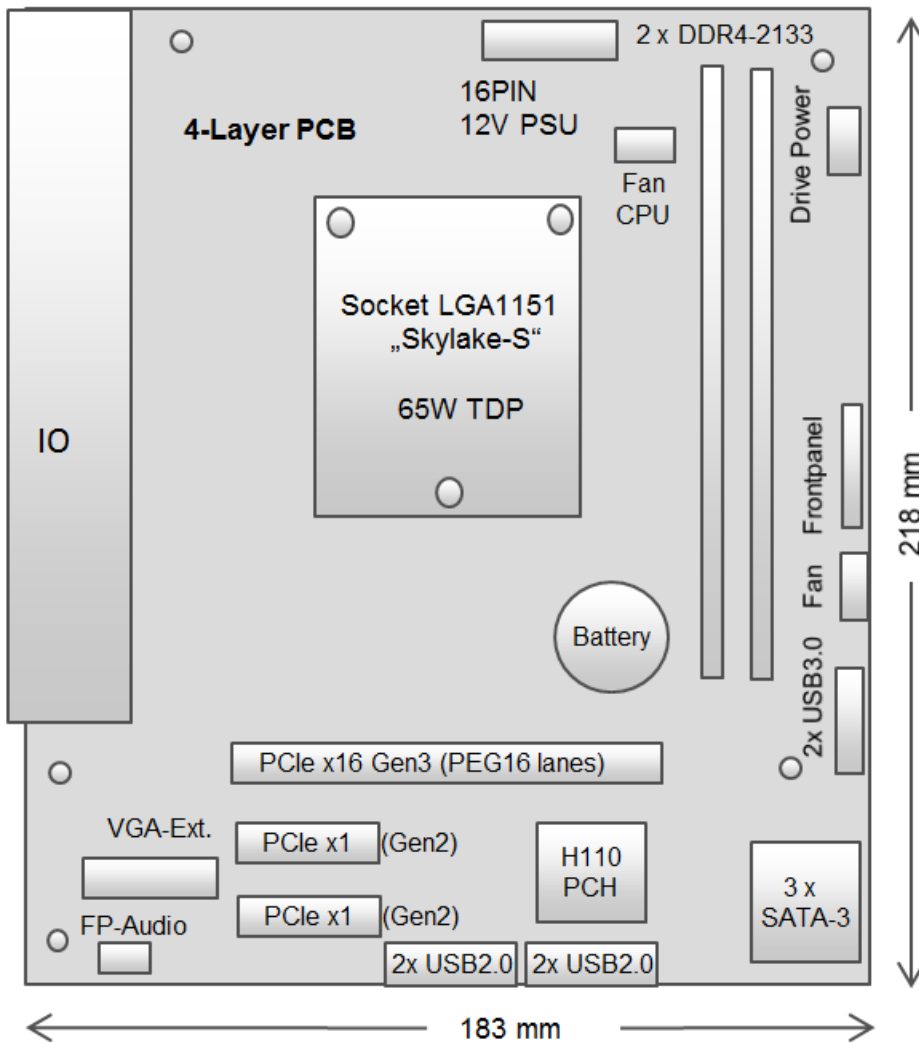 2 x DDR4-2133
16PIN
12V PSU
4-Layer PCB
Fan
CPU
Drive Power
Socket LGA1151
„Skylake-S“
65W TDP
IO
Frontpanel
218 mm
Fan
Battery
2x USB3.0
PCIe x16 Gen3 (PEG16 lanes)
VGA-Ext.
PCIe x1 (Gen2)
H110
PCH
3 x
SATA-3
FP-Audio
PCIe x1 (Gen2)
2x USB2.0 2x USB2.0
183 mm